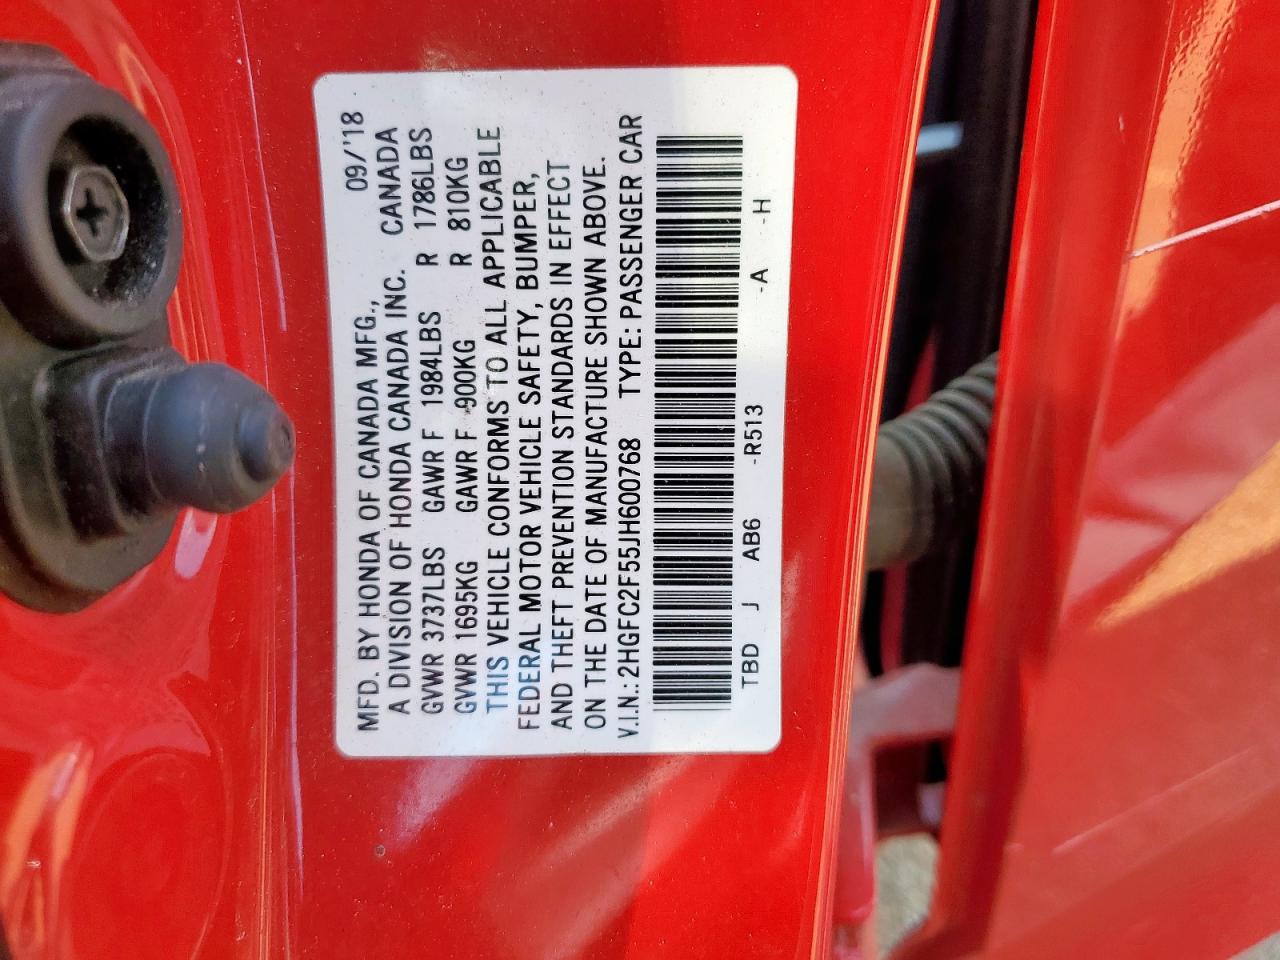 MFD. BY HONDA OF CANADA MFG., 09/'18
A DIVISION OF HONDA CANADA INC. CANADA
GVWR 3737LBS GAWR F 1984LBS R 1786LBS
GVWR 1695KG GAWR F 900KG R 810KG
THIS VEHICLE CONFORMS TO ALL APPLICABLE
FEDERAL MOTOR VEHICLE SAFETY, BUMPER,
AND THEFT PREVENTION STANDARDS IN EFFECT
ON THE DATE OF MANUFACTURE SHOWN ABOVE.
V.I.N.: 2HGFC2F55JH600768 TYPE: PASSENGER CAR
TBD J AB6 -R513 -A -H